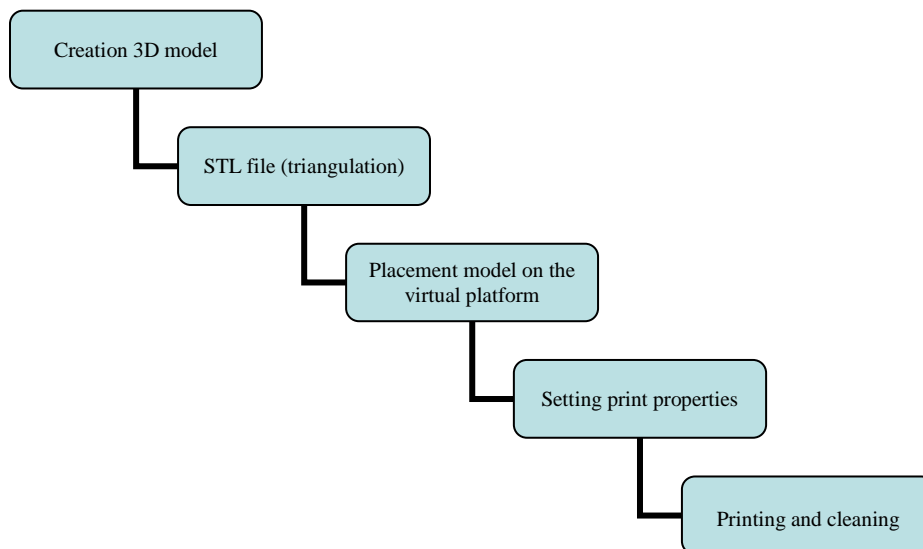 Creation 3D model
STL file (triangulation)
Placement model on the
virtual platform
Setting print properties
Printing and cleaning